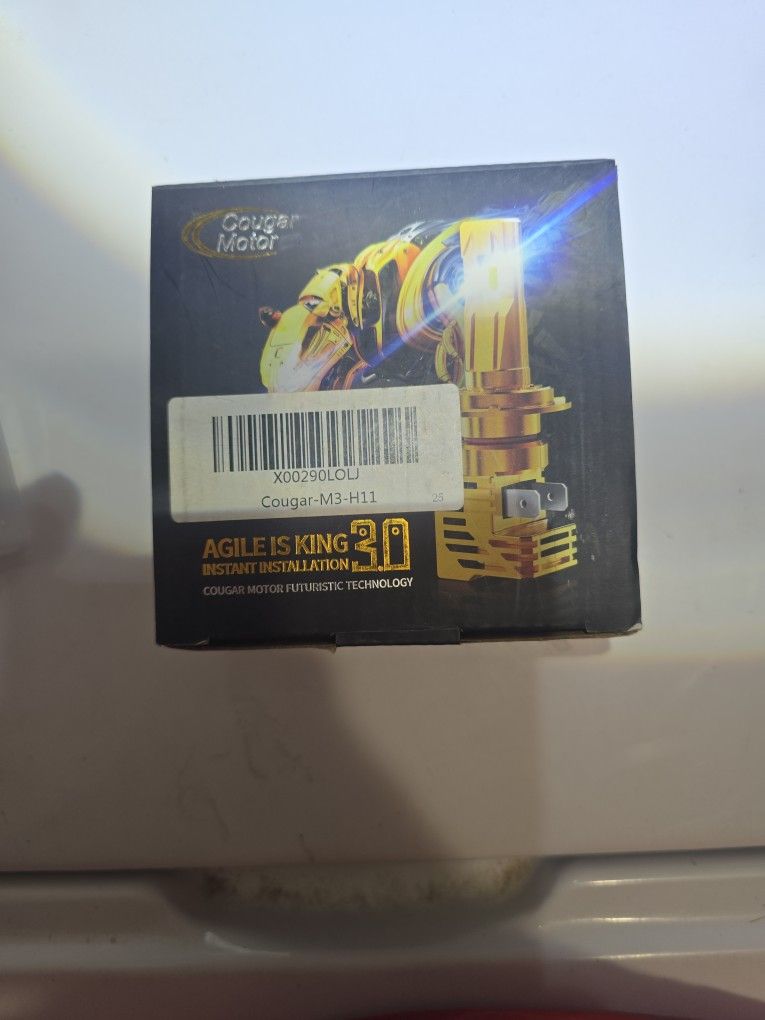 Cougar
Motor
X00290LOLJ
Cougar-M3-H11
25
AGILE IS KING
INSTANT INSTALLATION
3.0
COUGAR MOTOR FUTURISTIC TECHNOLOGY